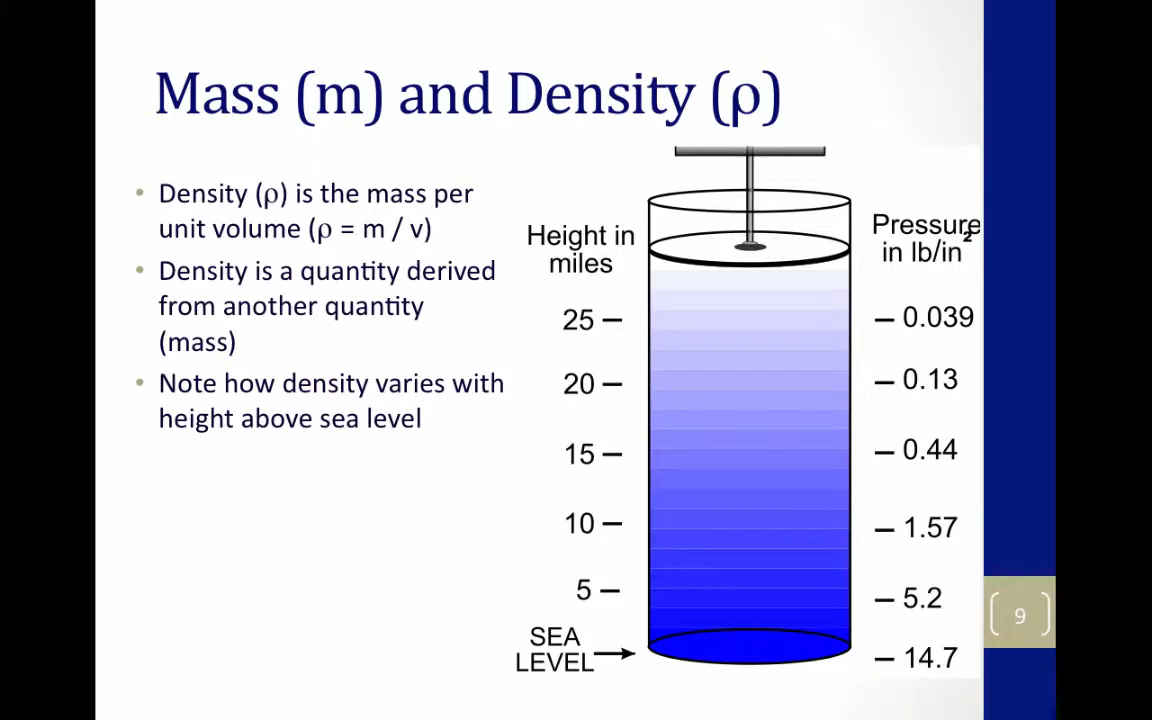 Mass (m) and Density (ρ)
• Density (ρ) is the mass per
unit volume (ρ = m / v)
• Density is a quantity derived
from another quantity
(mass)
• Note how density varies with
height above sea level
Height in
miles
25
20
15
10
5
SEA
LEVEL
Pressure
in lb/in²
0.039
0.13
0.44
1.57
5.2
14.7
9